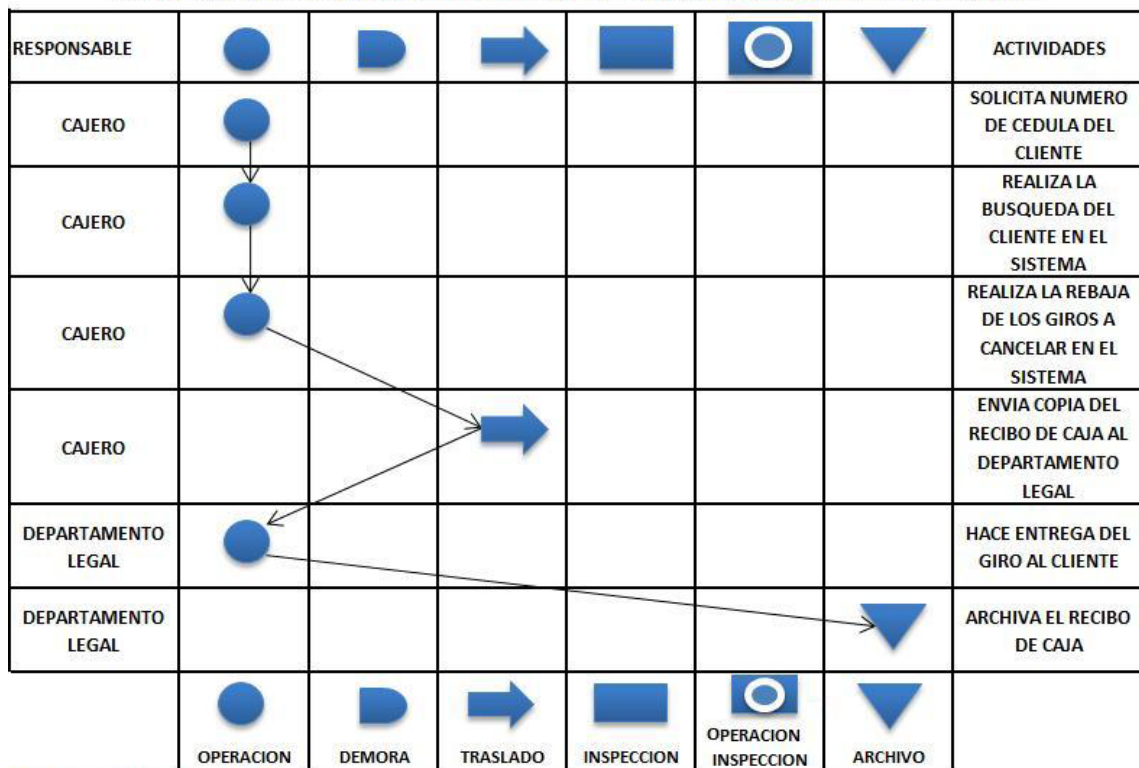 RESPONSABLE
ACTIVIDADES
CAJERO
SOLICITA NUMERO
DE CEDULA DEL
CLIENTE
CAJERO
REALIZA LA
BUSQUEDA DEL
CLIENTE EN EL
SISTEMA
CAJERO
REALIZA LA REBAJA
DE LOS GIROS A
CANCELAR EN EL
SISTEMA
CAJERO
ENVIA COPIA DEL
RECIBO DE CAJA AL
DEPARTAMENTO
LEGAL
DEPARTAMENTO
LEGAL
HACE ENTREGA DEL
GIRO AL CLIENTE
DEPARTAMENTO
LEGAL
ARCHIVA EL RECIBO
DE CAJA
OPERACION
DEMORA
TRASLADO
INSPECCION
OPERACION
INSPECCION
ARCHIVO